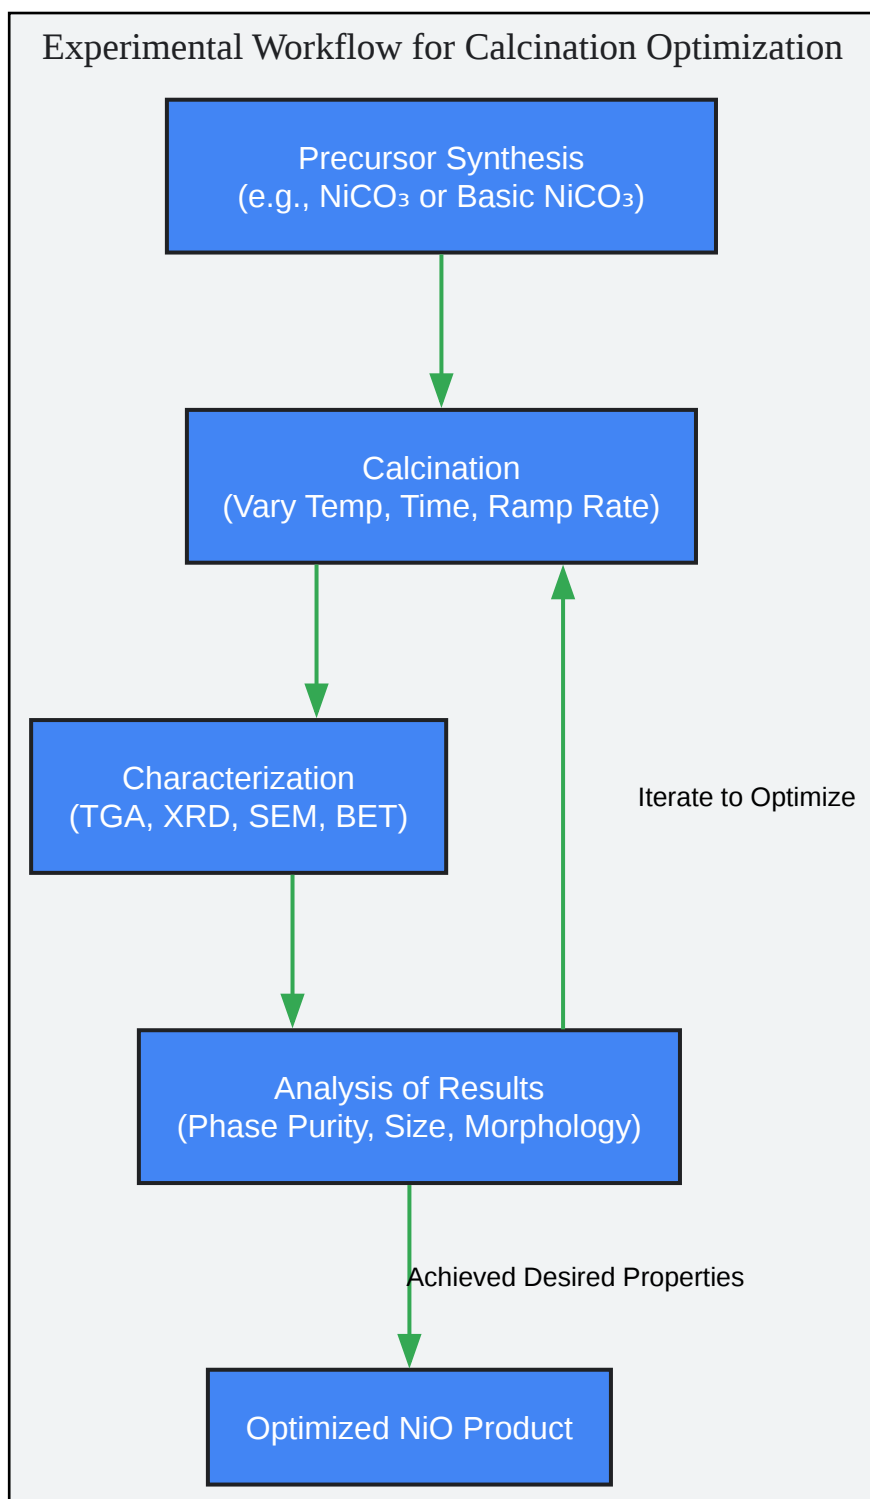 Experimental Workflow for Calcination Optimization
Precursor Synthesis
(e.g., NiCO₃ or Basic NiCO₃)
Calcination
(Vary Temp, Time, Ramp Rate)
Characterization
(TGA, XRD, SEM, BET)
Iterate to Optimize
Analysis of Results
(Phase Purity, Size, Morphology)
Achieved Desired Properties
Optimized NiO Product